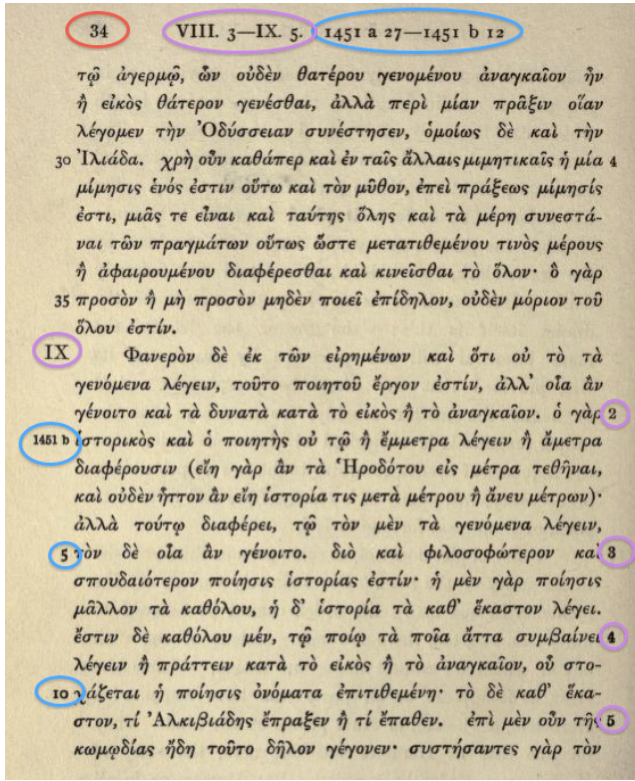 34 VIII. 3—IX. 5. 1451 a 27—1451 b 12
τῷ ἀγερμῷ, ὧν οὐδὲν θατέρου γενομένου ἀναγκαῖον ἦν
ἢ εἰκὸς θάτερον γενέσθαι, ἀλλὰ περὶ μίαν πρᾶξιν οἵαν
λέγομεν τὴν Ὀδύσσειαν συνέστησεν, ὁμοίως δὲ καὶ τὴν
30 Ἰλιάδα. χρὴ οὖν καθάπερ καὶ ἐν ταῖς ἄλλαις μιμητικαῖς ἡ μία 4
μίμησις ἑνός ἐστιν οὕτω καὶ τὸν μῦθον, ἐπεὶ πράξεως μίμησίς
ἐστι, μιᾶς τε εἶναι καὶ ταύτης ὅλης καὶ τὰ μέρη συνεστά-
ναι τῶν πραγμάτων οὕτως ὥστε μετατιθεμένου τινὸς μέρους
ἢ ἀφαιρουμένου διαφέρεσθαι καὶ κινεῖσθαι τὸ ὅλον· ὃ γὰρ
35 προσὸν ἢ μὴ προσὸν μηδὲν ποιεῖ ἐπίδηλον, οὐδὲν μόριον τοῦ
ὅλου ἐστίν.
IX Φανερὸν δὲ ἐκ τῶν εἰρημένων καὶ ὅτι οὐ τὸ τὰ
γενόμενα λέγειν, τοῦτο ποιητοῦ ἔργον ἐστίν, ἀλλ᾽ οἷα ἂν
γένοιτο καὶ τὰ δυνατὰ κατὰ τὸ εἰκὸς ἢ τὸ ἀναγκαῖον. ὁ γὰρ 2
1451 b ἱστορικὸς καὶ ὁ ποιητὴς οὐ τῷ ἢ ἔμμετρα λέγειν ἢ ἄμετρα
διαφέρουσιν (εἴη γὰρ ἂν τὰ Ἡροδότου εἰς μέτρα τεθῆναι,
καὶ οὐδὲν ἧττον ἂν εἴη ἱστορία τις μετὰ μέτρου ἢ ἄνευ μέτρων)·
ἀλλὰ τούτῳ διαφέρει, τῷ τὸν μὲν τὰ γενόμενα λέγειν,
5 τὸν δὲ οἷα ἂν γένοιτο. διὸ καὶ φιλοσοφώτερον καὶ 3
σπουδαιότερον ποίησις ἱστορίας ἐστίν· ἡ μὲν γὰρ ποίησις
μᾶλλον τὰ καθόλου, ἡ δ᾽ ἱστορία τὰ καθ᾽ ἕκαστον λέγει.
ἔστιν δὲ καθόλου μέν, τῷ ποίῳ τὰ ποῖα ἄττα συμβαίνει 4
λέγειν ἢ πράττειν κατὰ τὸ εἰκὸς ἢ τὸ ἀναγκαῖον, οὗ στο-
10 χάζεται ἡ ποίησις ὀνόματα ἐπιτιθεμένη· τὸ δὲ καθ᾽ ἕκα-
στον, τί Ἀλκιβιάδης ἔπραξεν ἢ τί ἔπαθεν. ἐπὶ μὲν οὖν τῆς 5
κωμῳδίας ἤδη τοῦτο δῆλον γέγονεν· συστήσαντες γὰρ τὸν